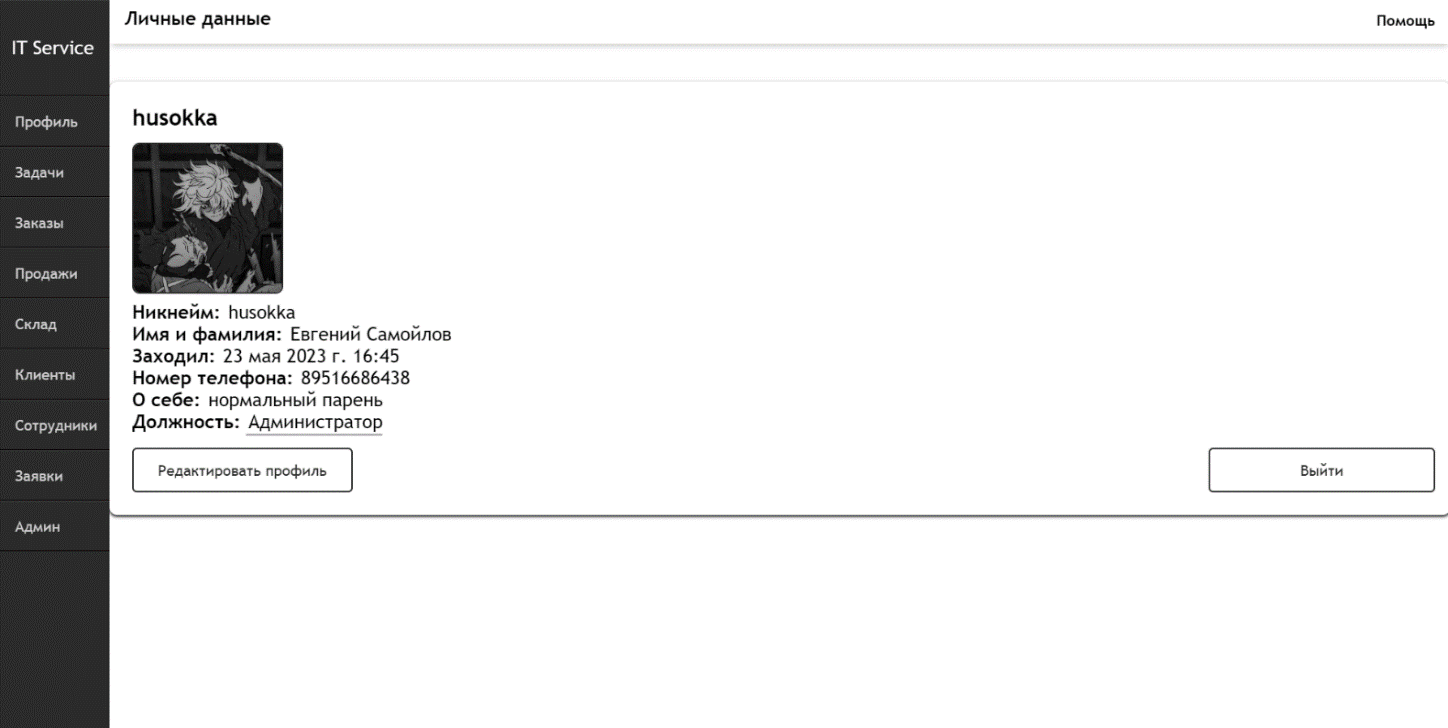 Личные данные
Помощь
IT Service
Профиль
Задачи
Заказы
Продажи
Склад
Клиенты
Сотрудники
Заявки
Админ
husokka
Никнейм: husokka
Имя и фамилия: Евгений Самойлов
Заходил: 23 мая 2023 г. 16:45
Номер телефона: 89516686438
О себе: нормальный парень
Должность: Администратор
Редактировать профиль
Выйти